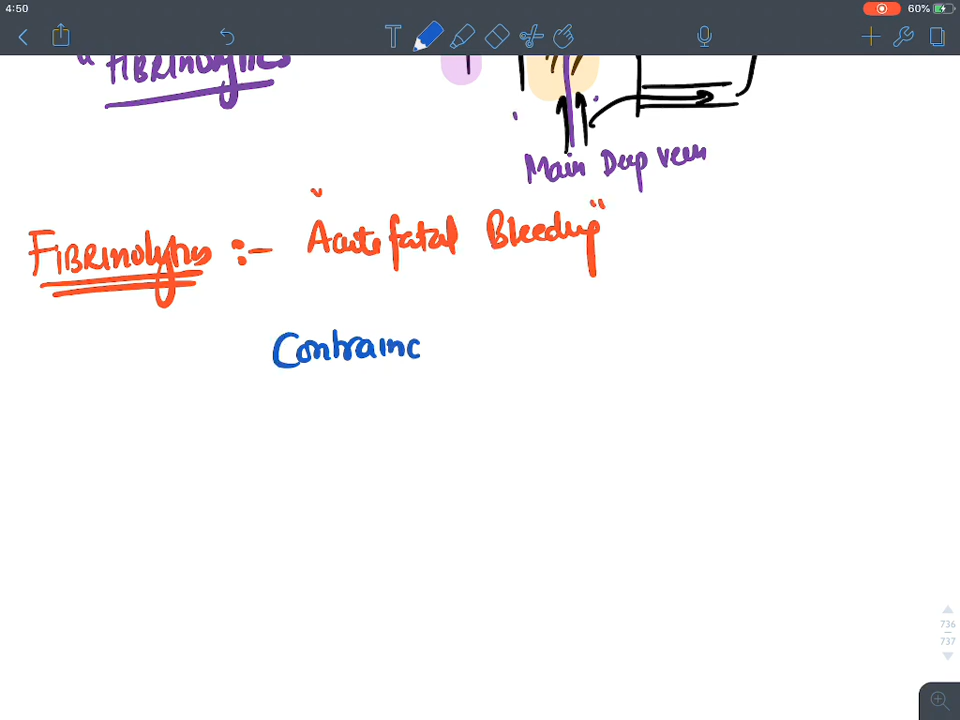 4:50
60%
T
"FIBRINOLYTICS
Main Deep vein
FIBRINOlytics :- Acute fatal Bleeding"
Contrainc
736
737